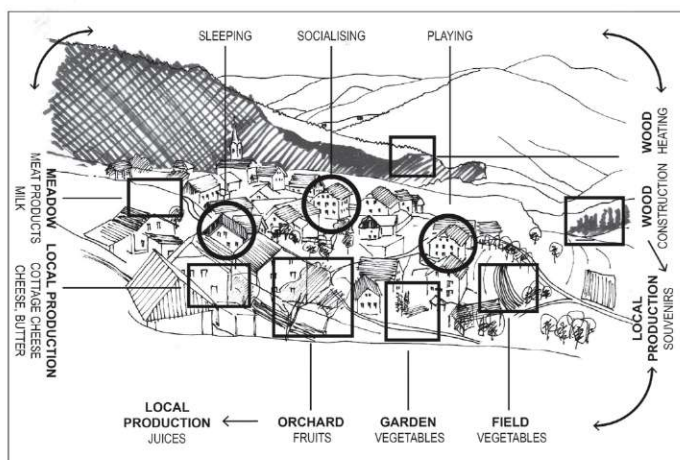 SLEEPING
SOCIALISING
PLAYING
MEADOW
MEAT PRODUCTS
MILK
LOCAL PRODUCTION
COTTAGE CHEESE
CHEESE, BUTTER
WOOD
HEATING
WOOD
CONSTRUCTION
LOCAL
PRODUCTION
SOUVENIRS
LOCAL
PRODUCTION
JUICES
ORCHARD
FRUITS
GARDEN
VEGETABLES
FIELD
VEGETABLES